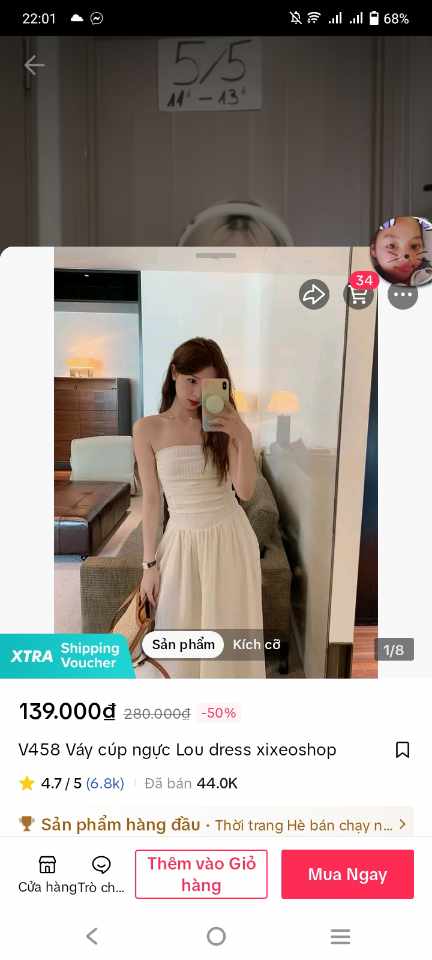 22:01
68%
5/5
11h - 13h
34
XTRA Shipping Voucher
Sản phẩm
Kích cỡ
1/8
139.000₫ 280.000₫ -50%
V458 Váy cúp ngực Lou dress xixeoshop
4.7 / 5 (6.8k) Đã bán 44.0K
Sản phẩm hàng đầu · Thời trang Hè bán chạy n...
Cửa hàng
Trò ch...
Thêm vào Giỏ hàng
Mua Ngay